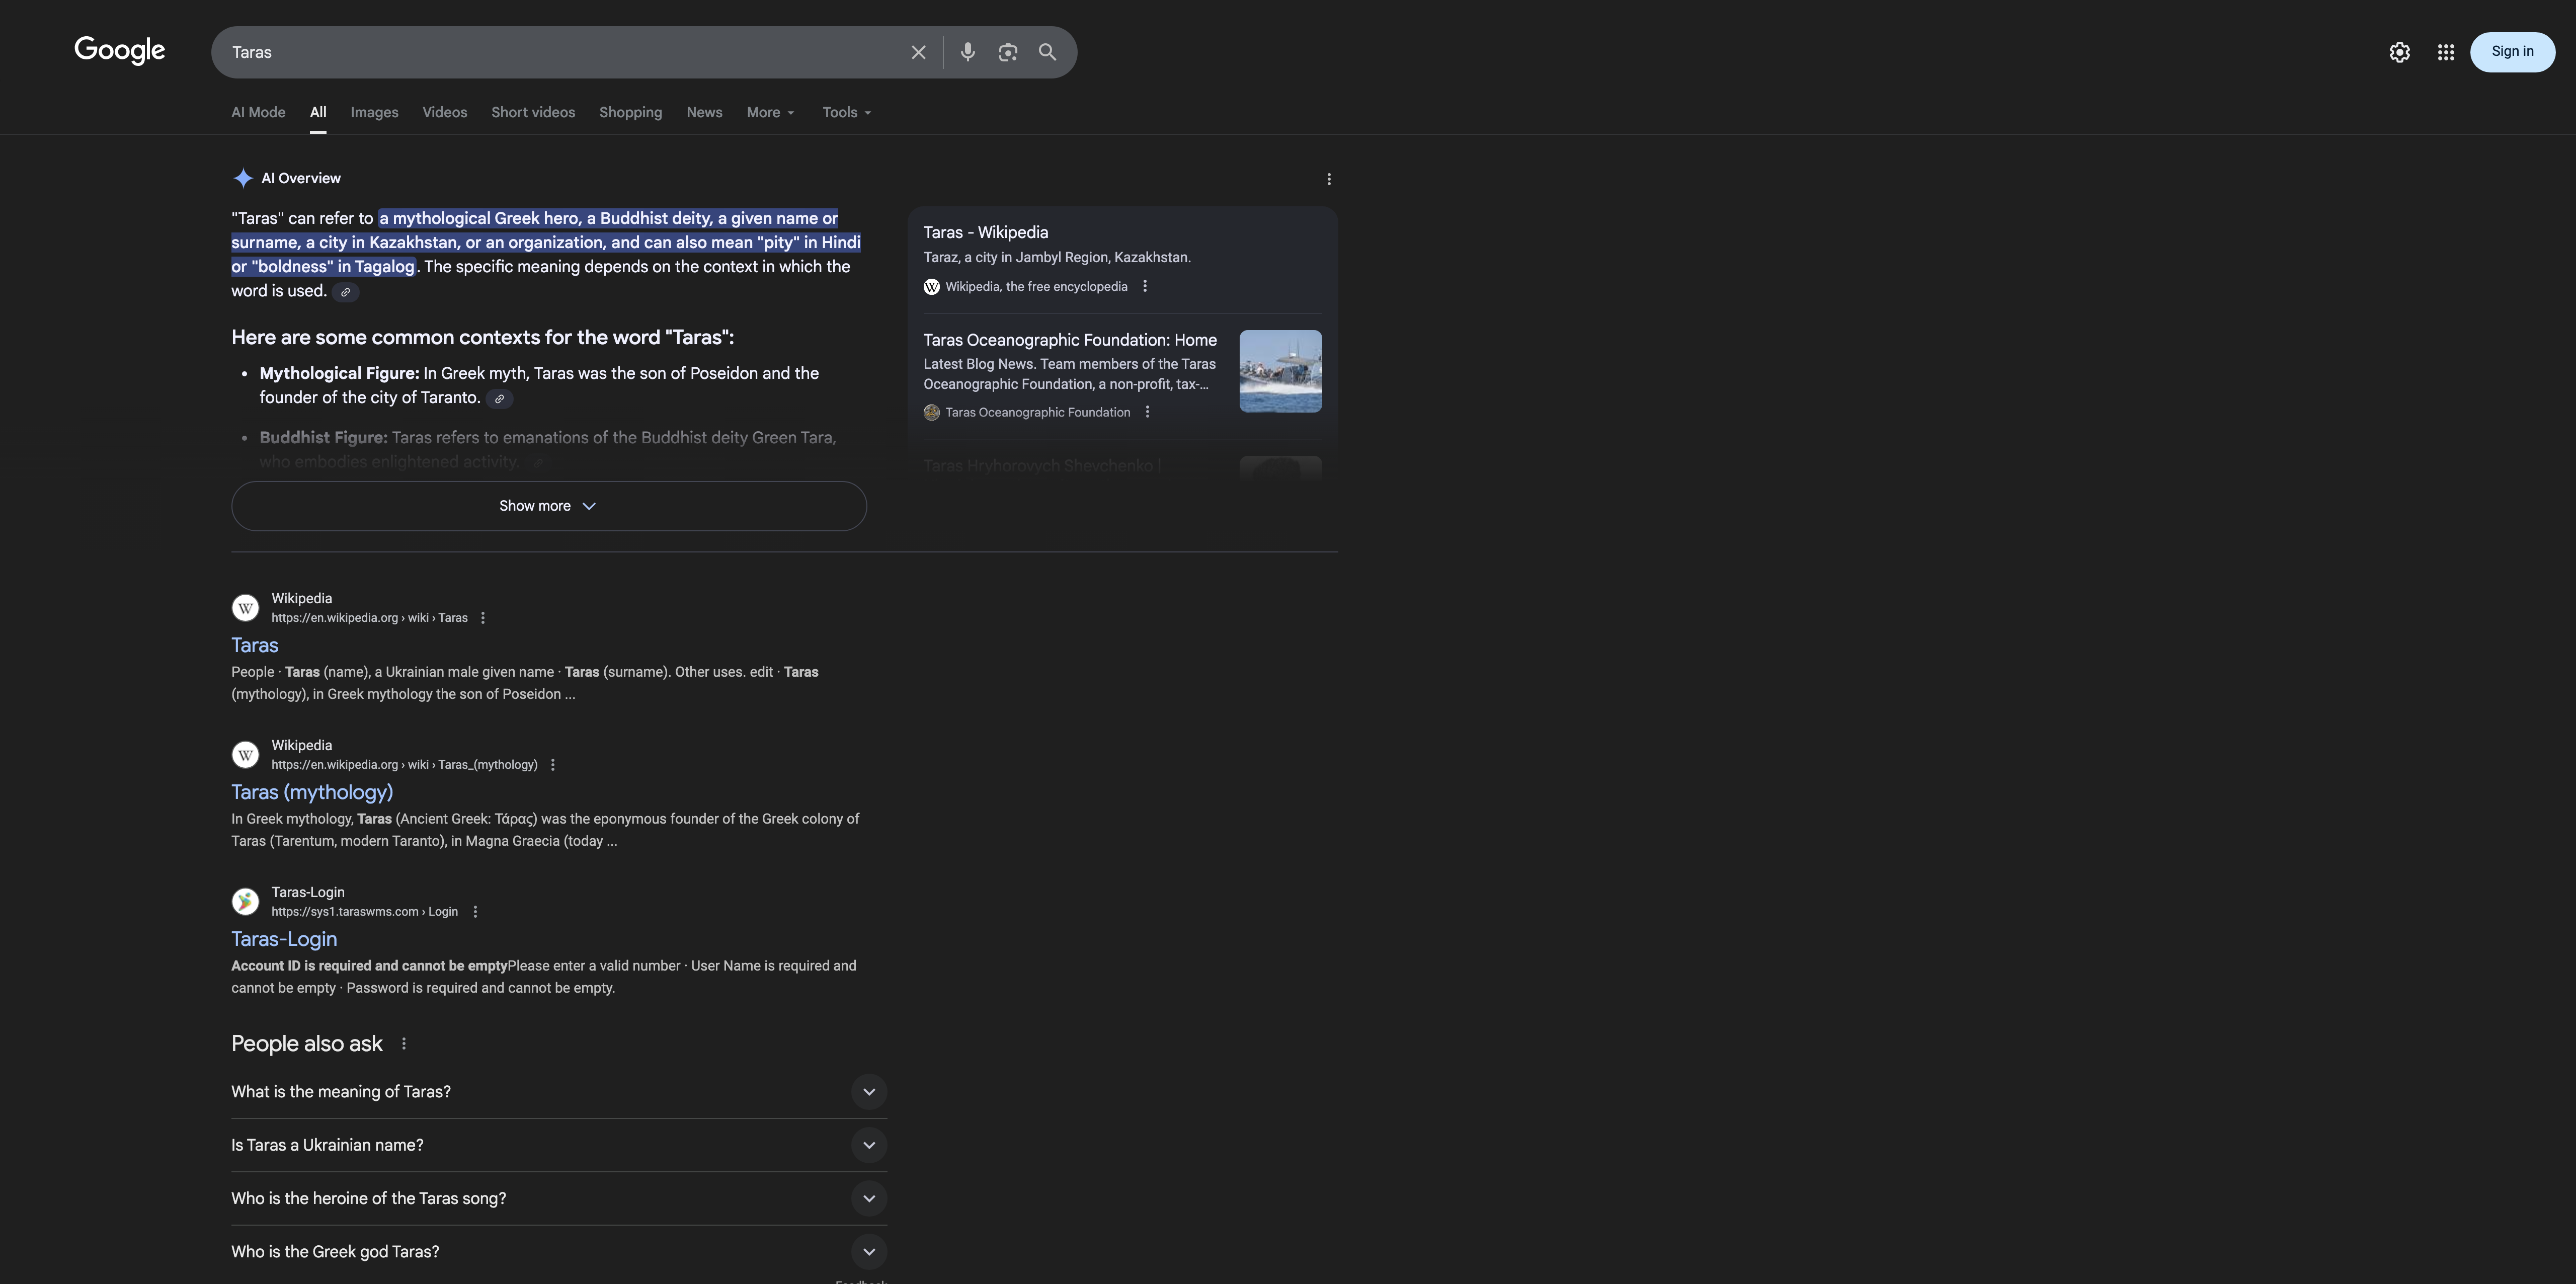 Google
Taras
Sign in
AI Mode
All
Images
Videos
Short videos
Shopping
News
More
Tools
AI Overview
"Taras" can refer to a mythological Greek hero, a Buddhist deity, a given name or
surname, a city in Kazakhstan, or an organization, and can also mean "pity" in Hindi
or "boldness" in Tagalog. The specific meaning depends on the context in which the
word is used.
Here are some common contexts for the word "Taras":
• Mythological Figure: In Greek myth, Taras was the son of Poseidon and the
founder of the city of Taranto.
• Buddhist Figure: Taras refers to emanations of the Buddhist deity Green Tara,
who embodies enlightened activity.
Show more
Taras - Wikipedia
Taraz, a city in Jambyl Region, Kazakhstan.
W Wikipedia, the free encyclopedia
Taras Oceanographic Foundation: Home
Latest Blog News. Team members of the Taras
Oceanographic Foundation, a non-profit, tax-...
Taras Oceanographic Foundation
Taras Hryhorovych Shevchenko |
W
Wikipedia
https://en.wikipedia.org › wiki › Taras
Taras
People · Taras (name), a Ukrainian male given name · Taras (surname). Other uses. edit · Taras
(mythology), in Greek mythology the son of Poseidon ...
W
Wikipedia
https://en.wikipedia.org › wiki › Taras_(mythology)
Taras (mythology)
In Greek mythology, Taras (Ancient Greek: Τάρας) was the eponymous founder of the Greek colony of
Taras (Tarentum, modern Taranto), in Magna Graecia (today ...
Taras-Login
https://sys1.taraswms.com › Login
Taras-Login
Account ID is required and cannot be emptyPlease enter a valid number · User Name is required and
cannot be empty · Password is required and cannot be empty.
People also ask
What is the meaning of Taras?
Is Taras a Ukrainian name?
Who is the heroine of the Taras song?
Who is the Greek god Taras?